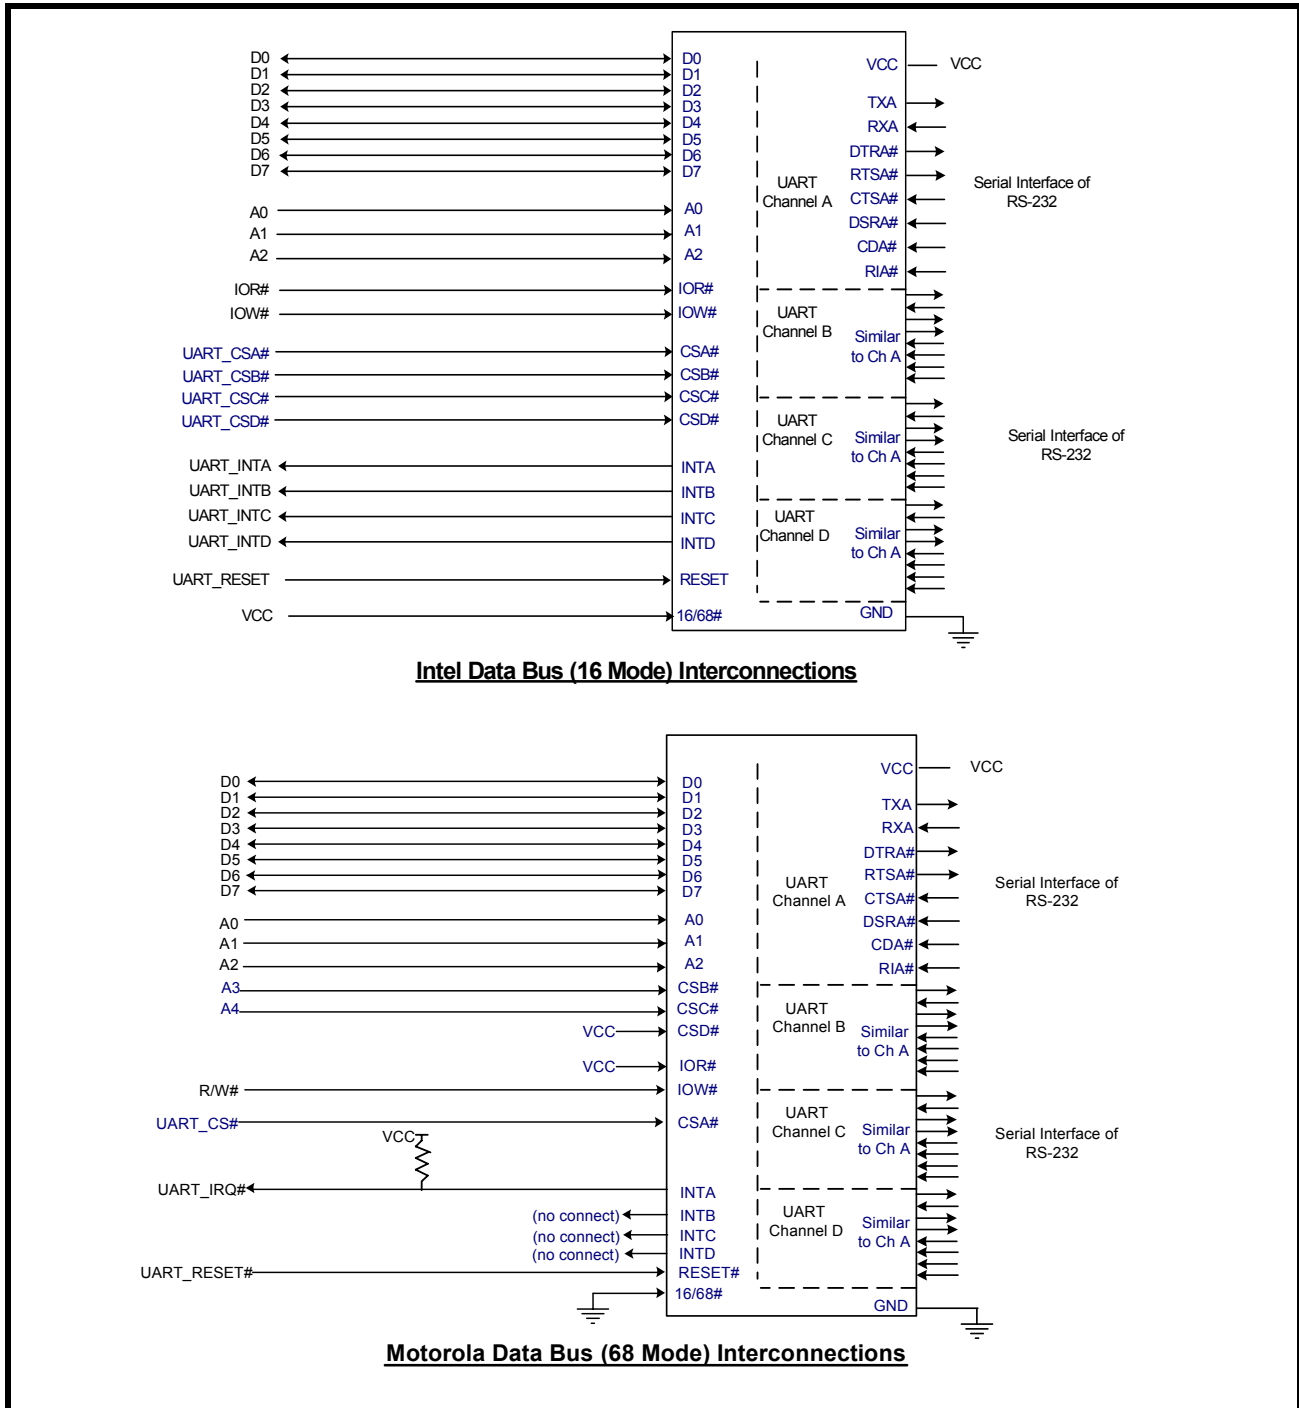 D0 D0 VCC VCC
D1 D1
D2 D2
D3 D3 TXA
D4 D4 RXA
D5 D5
D6 D6 DTRA#
D7 D7 RTSA#
UART
Channel A
Serial Interface of
RS-232
A0 A0 CTSA#
A1 A1 DSRA#
A2 A2 CDA#
RIA#
IOR# IOR#
IOW# IOW#
UART
Channel B
Similar
to Ch A
UART_CSA# CSA#
UART_CSB# CSB#
UART_CSC# CSC#
UART_CSD# CSD#
UART
Channel C
Similar
to Ch A
Serial Interface of
RS-232
UART_INTA INTA
UART_INTB INTB
UART_INTC INTC
UART_INTD INTD
UART
Channel D
Similar
to Ch A
UART_RESET RESET
VCC 16/68# GND
Intel Data Bus (16 Mode) Interconnections
D0 D0 VCC VCC
D1 D1
D2 D2 TXA
D3 D3 RXA
D4 D4
D5 D5 DTRA#
D6 D6 RTSA#
D7 D7 CTSA#
UART
Channel A
Serial Interface of
RS-232
A0 A0 DSRA#
A1 A1 CDA#
A2 A2 RIA#
A3 CSB#
A4 CSC#
VCC CSD#
UART
Channel B
Similar
to Ch A
VCC IOR#
R/W# IOW#
UART_CS# CSA#
UART
Channel C
Similar
to Ch A
Serial Interface of
RS-232
VCC
UART_IRQ# INTA
(no connect) INTB
(no connect) INTC
(no connect) INTD
UART
Channel D
Similar
to Ch A
UART_RESET# RESET#
16/68# GND
Motorola Data Bus (68 Mode) Interconnections